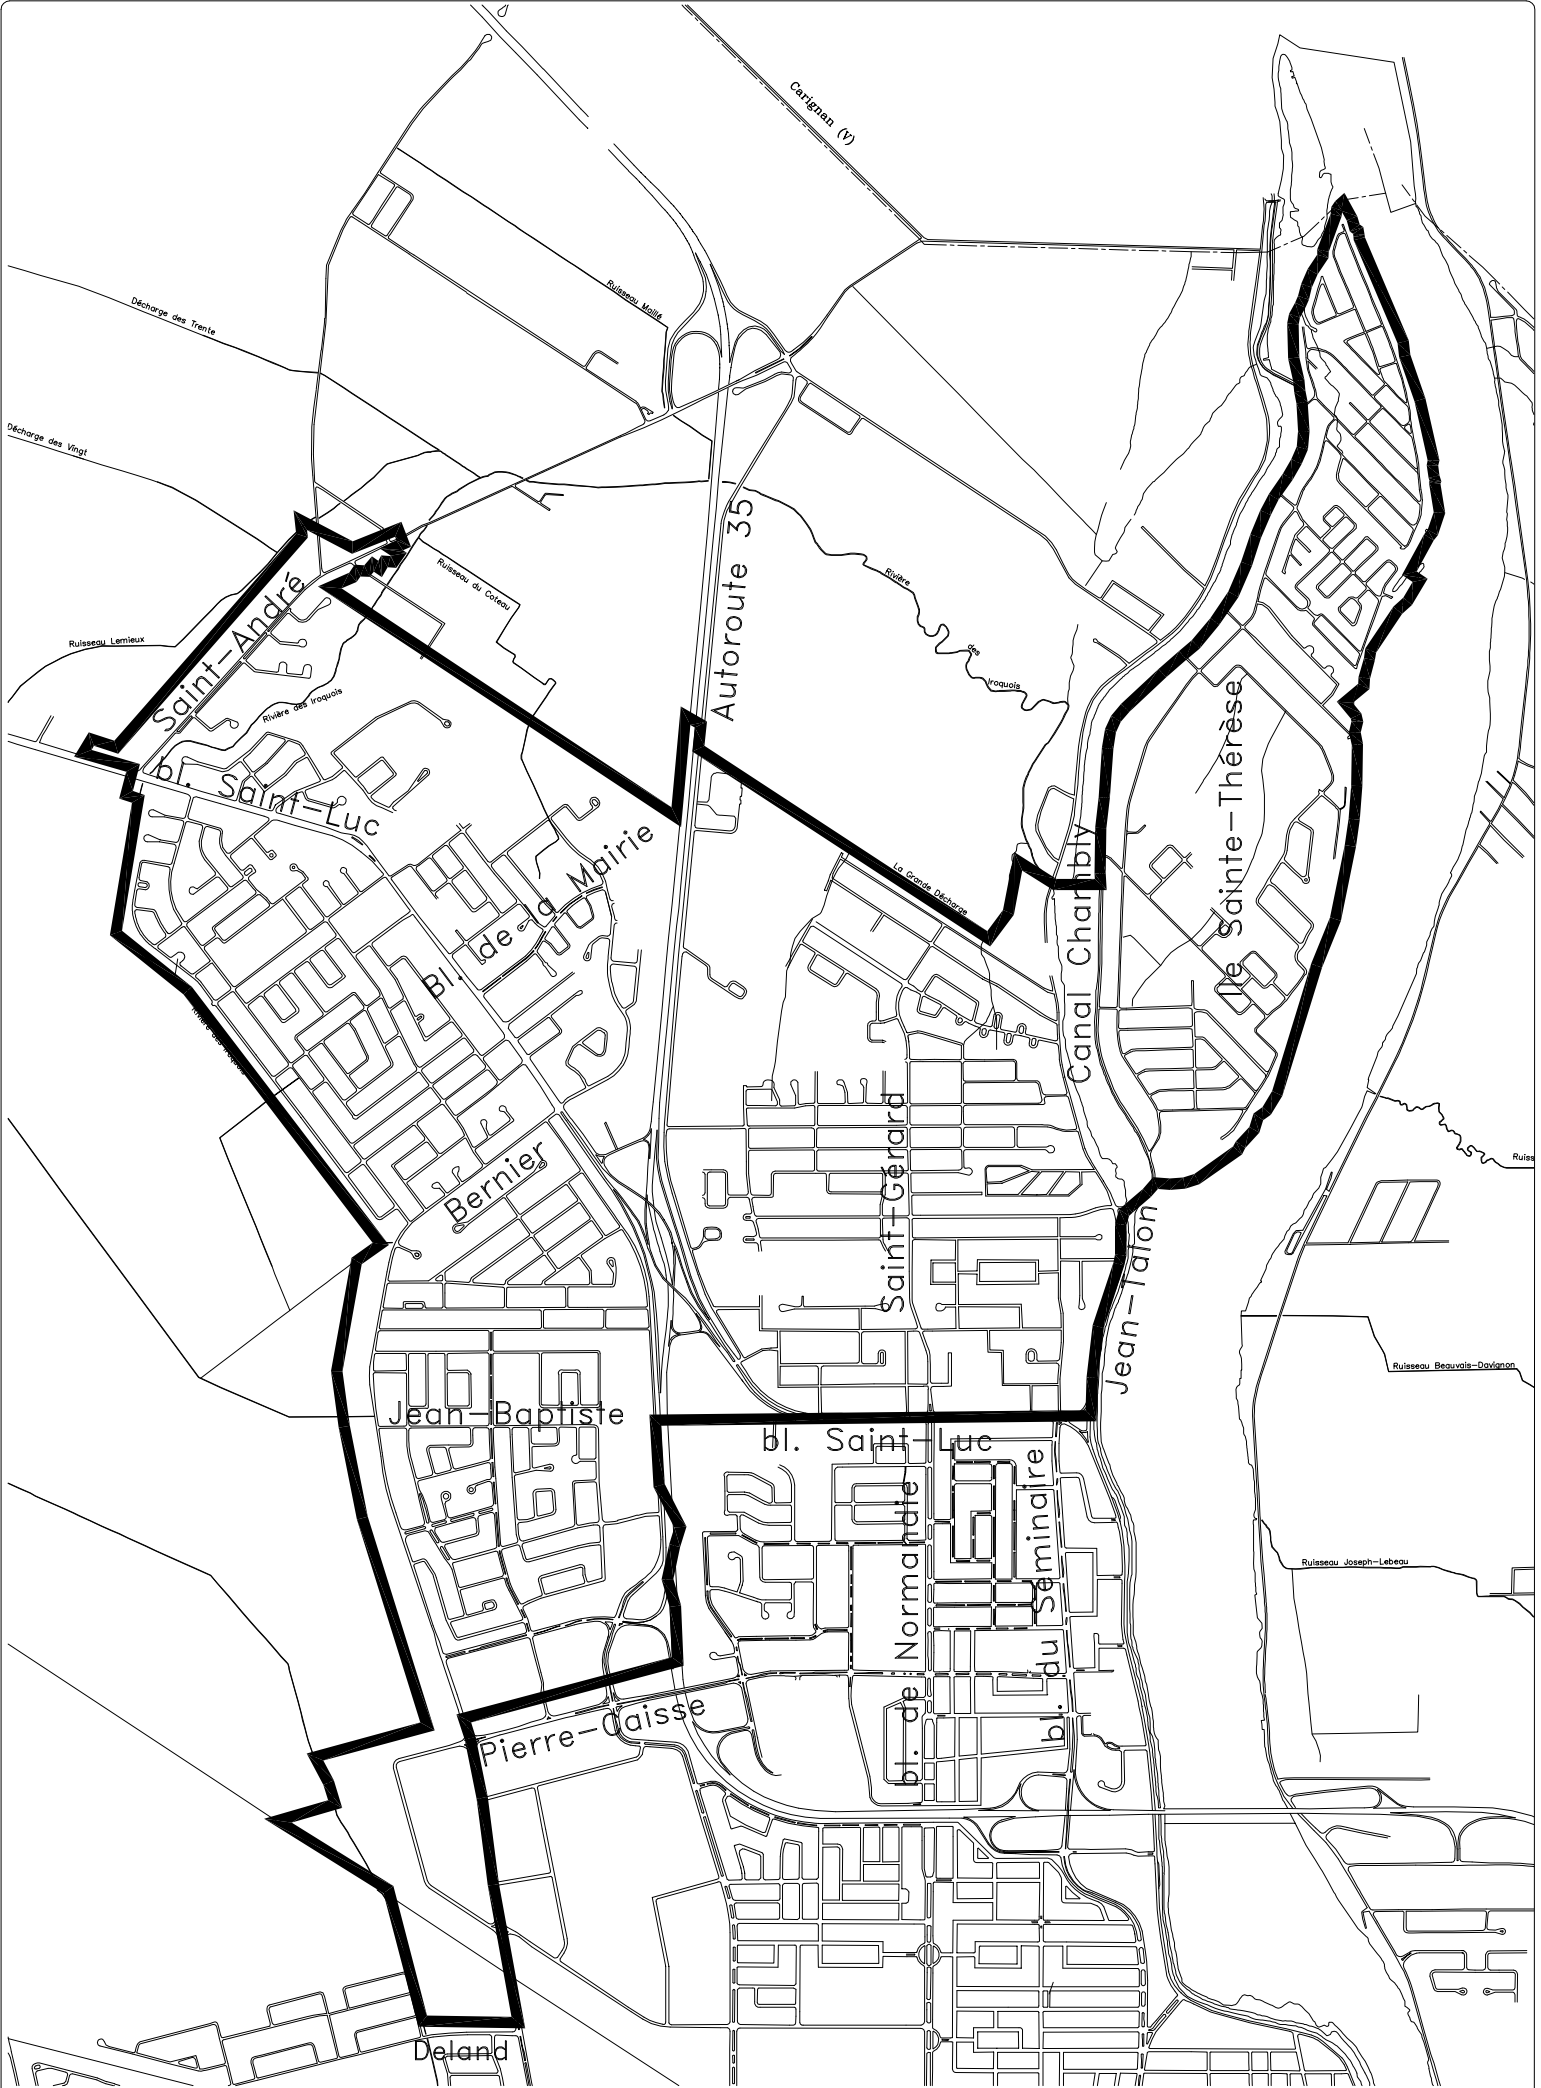 Carignan (V)
Ruisseau Maillé
Décharge des Trente
Décharge des Vingt
Autoroute 35
Ruisseau du Coteau
Rivière
des
Iroquois
Saint-André
Ruisseau Lemieux
Rivière des Iroquois
bl. Saint-Luc
Bl. de la Mairie
La Grande Décharge
Ile Sainte-Thérèse
Canal Chambly
Saint-Gérard
Bernier
Ruiss
Jean-Talon
Ruisseau Beauvais-Davignon
Jean-Baptiste
bl. Saint-Luc
bl. de Normandie
bl. du Séminaire
Ruisseau Joseph-Lebeau
Pierre-Caisse
Deland